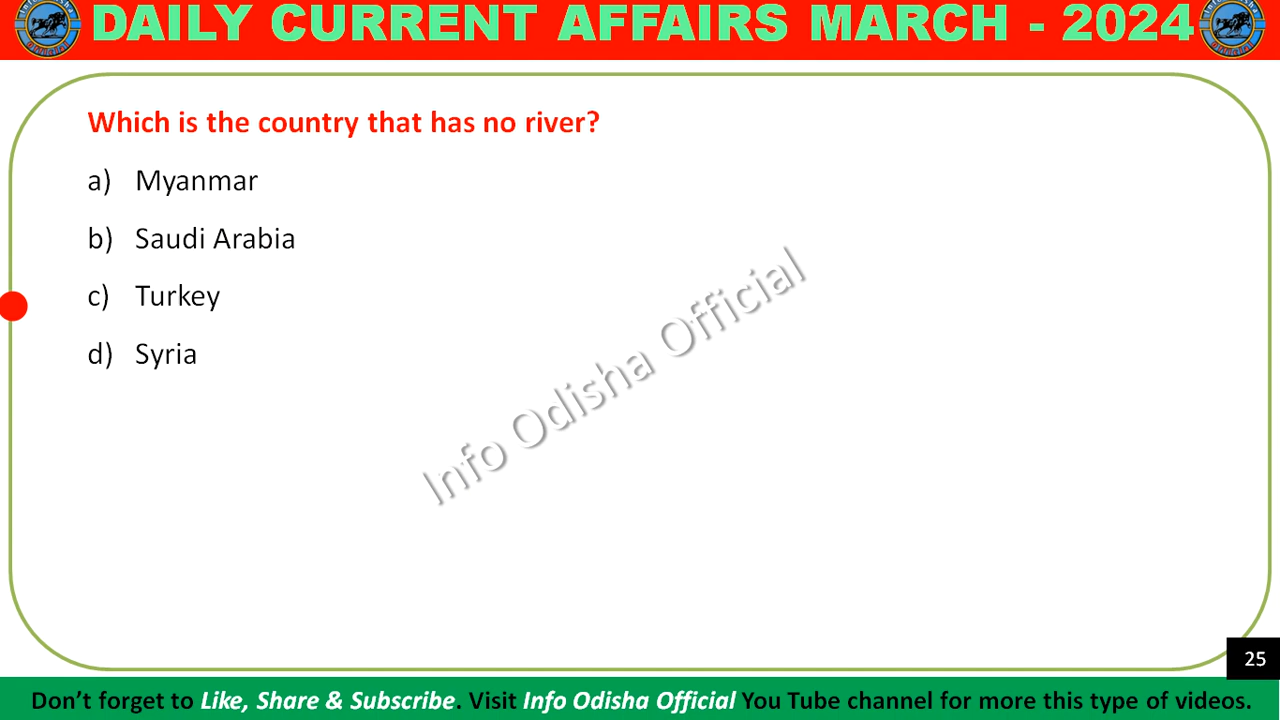 DAILY CURRENT AFFAIRS MARCH - 2024
Which is the country that has no river?
a) Myanmar
b) Saudi Arabia
c) Turkey
d) Syria
Info Odisha Official
25
Don't forget to Like, Share & Subscribe. Visit Info Odisha Official You Tube channel for more this type of videos.